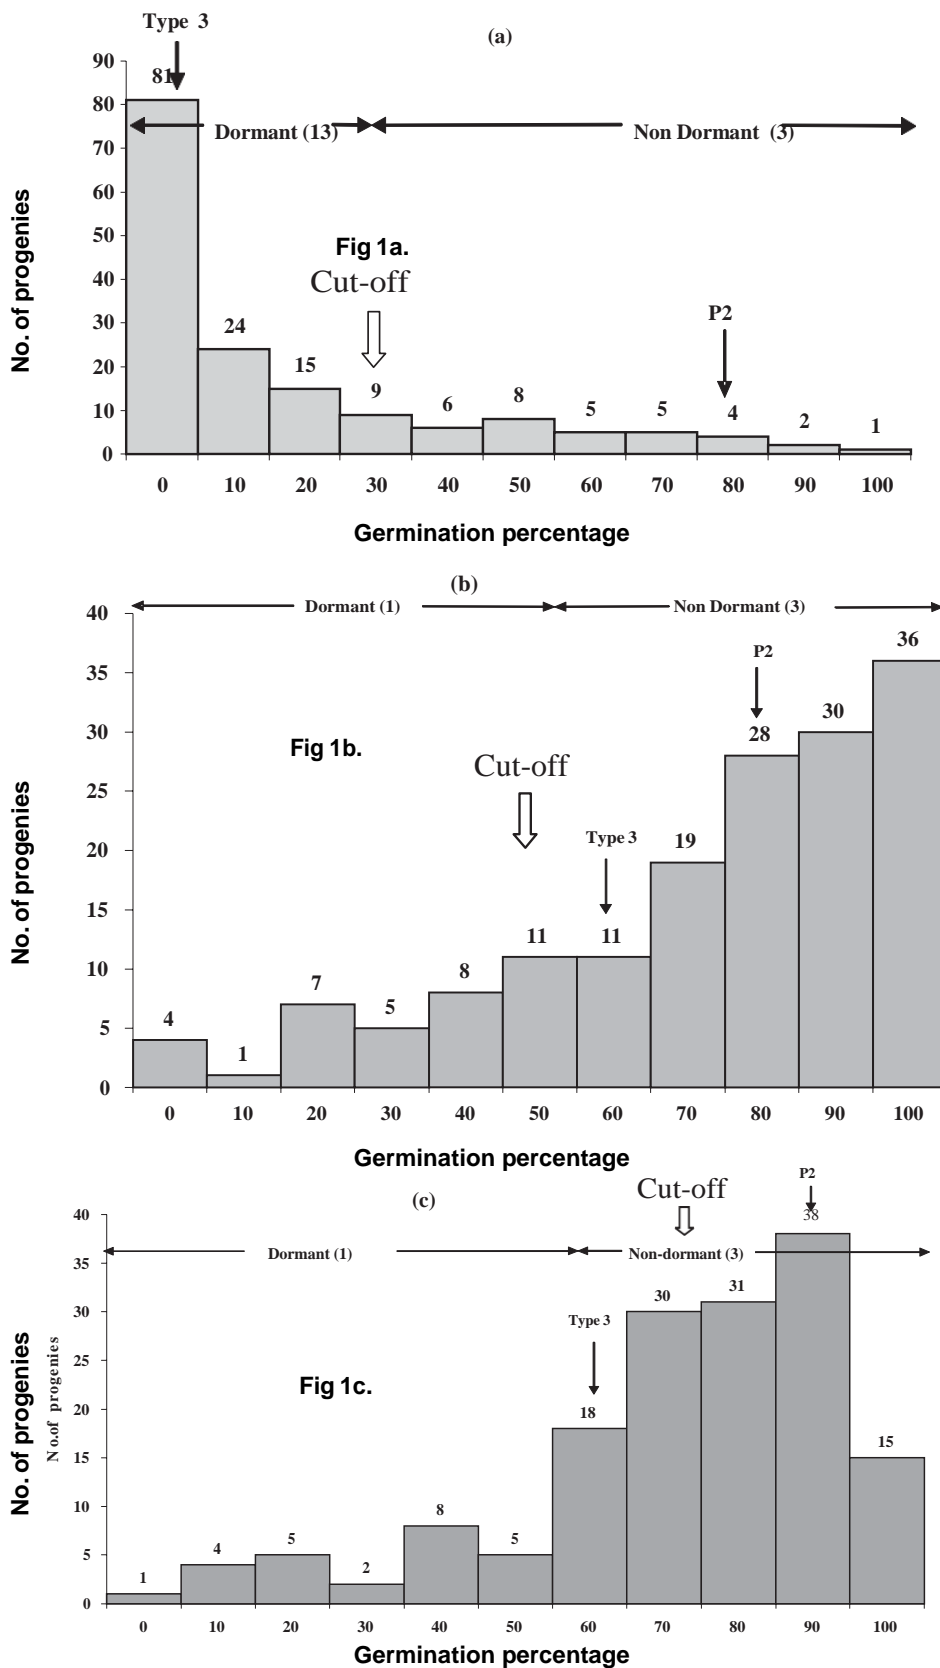 Type 3
(a)
90
81
80
Dormant (13)
Non Dormant (3)
70
60
50
Fig 1a.
Cut-off
40
30
P2
24
20
15
9
8
6
5
5
4
2
1
10
0
No. of progenies
0 10 20 30 40 50 60 70 80 90 100
Germination percentage
(b)
Dormant (1)
Non Dormant (3)
40
36
P2
35
30
28
30
Fig 1b.
Cut-off
25
Type 3
19
20
15
11
11
10
8
7
5
4
1
5
0
No. of progenies
0 10 20 30 40 50 60 70 80 90 100
Germination percentage
(c)
Cut-off
P2
38
40
Dormant (1)
Non-dormant (3)
35
30
31
30
Type 3
25
Fig 1c.
20
18
15
15
10
8
5
5
4
2
1
5
0
No. of progenies
No.of progenies
0 10 20 30 40 50 60 70 80 90 100
Germination percentage